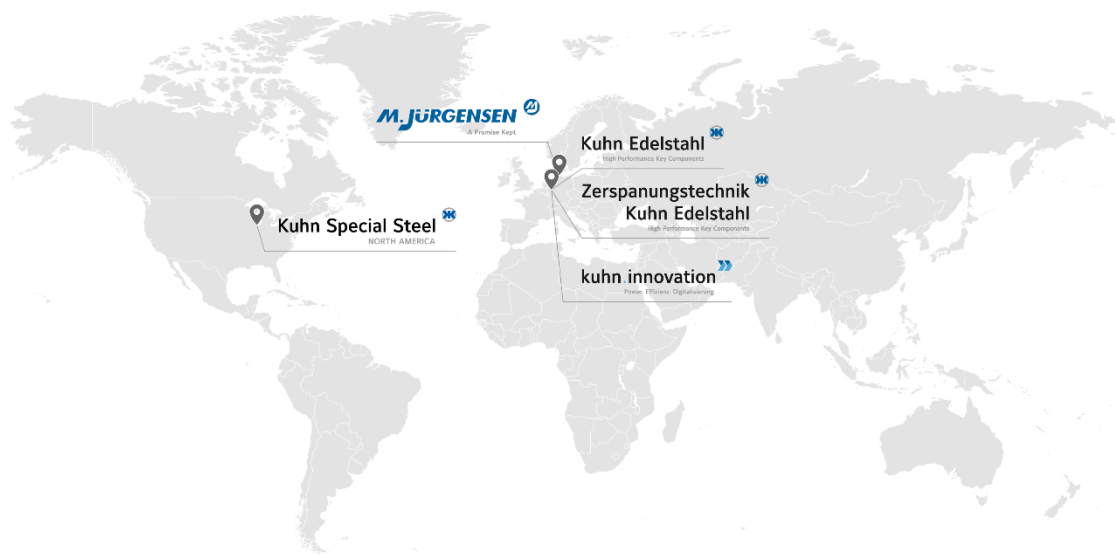 M.JÜRGENSEN
A Promise Kept
Kuhn Edelstahl
High Performance Key Components
Zerspanungstechnik
Kuhn Edelstahl
High Performance Key Components
Kuhn Special Steel
NORTH AMERICA
kuhn.innovation
Power. Effizienz. Digitalisierung.